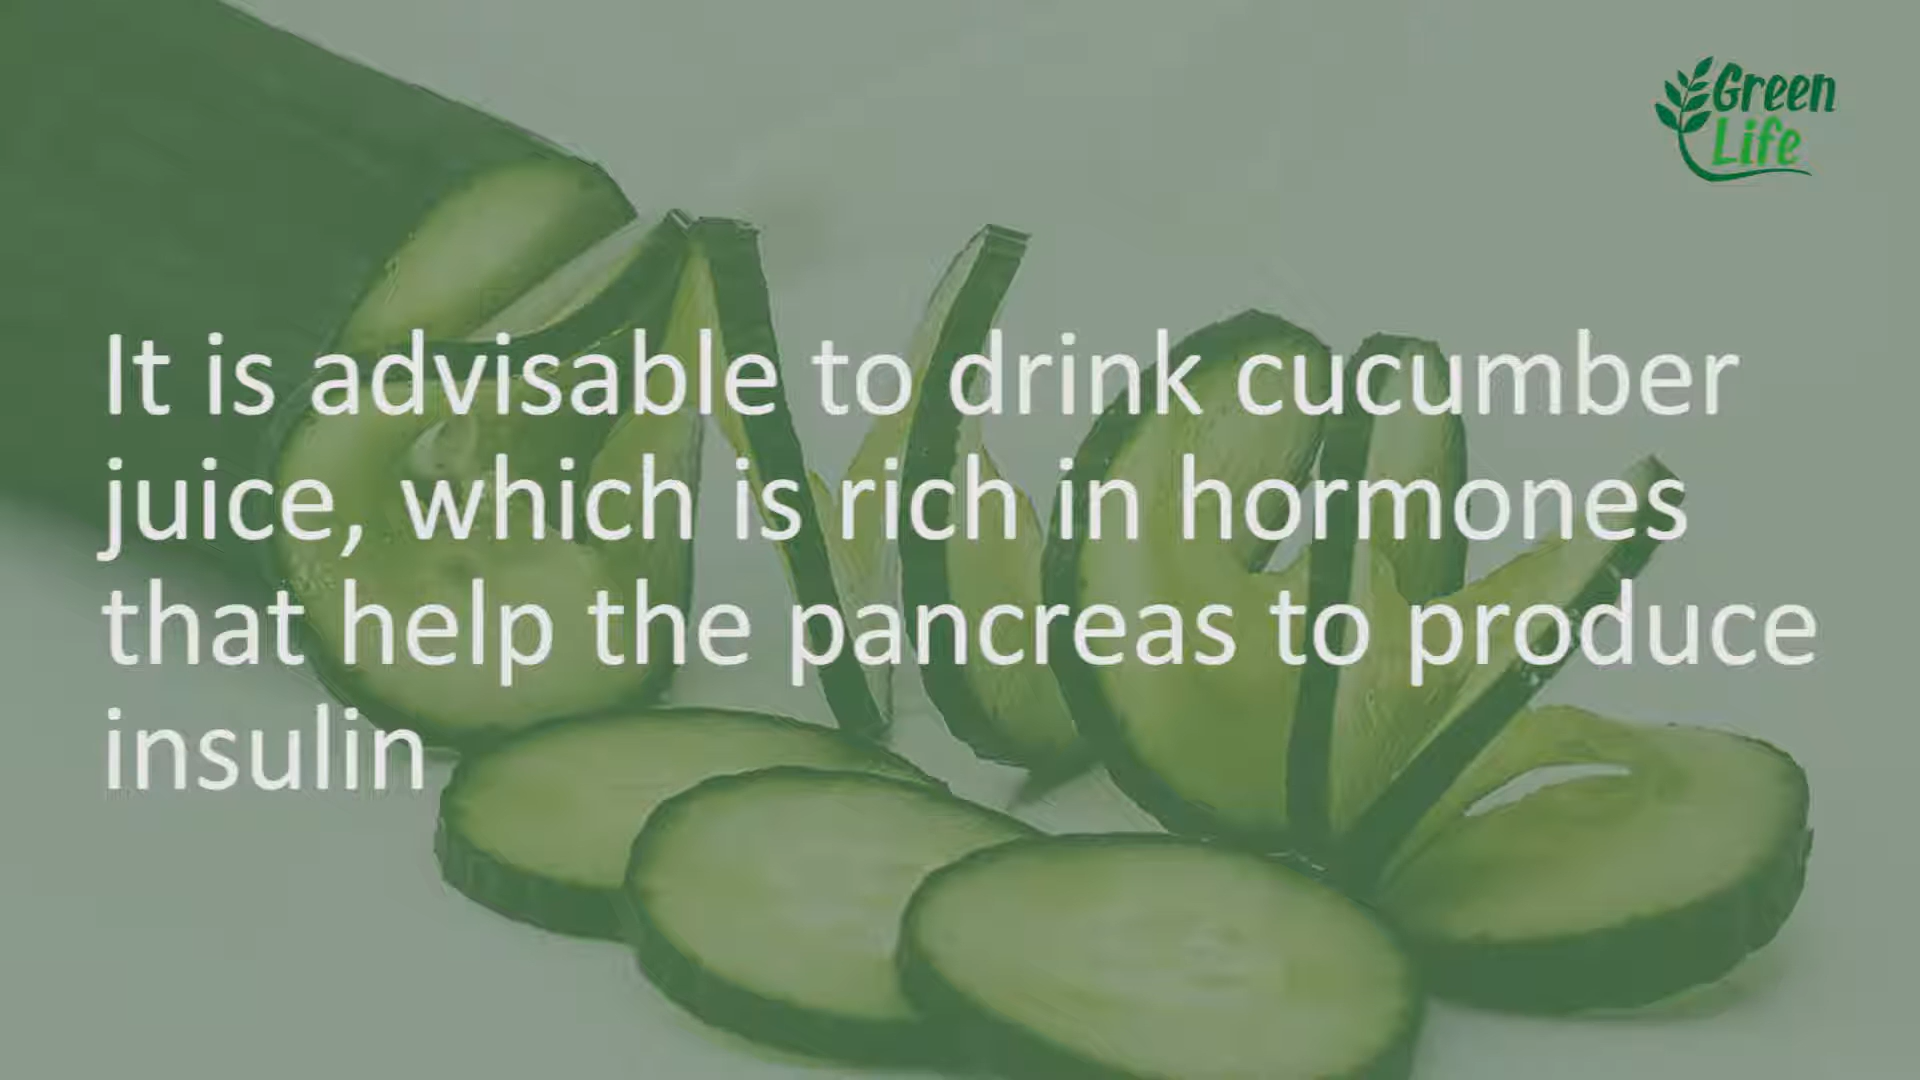 Green
Life
It is advisable to drink cucumber
juice, which is rich in hormones
that help the pancreas to produce
insulin